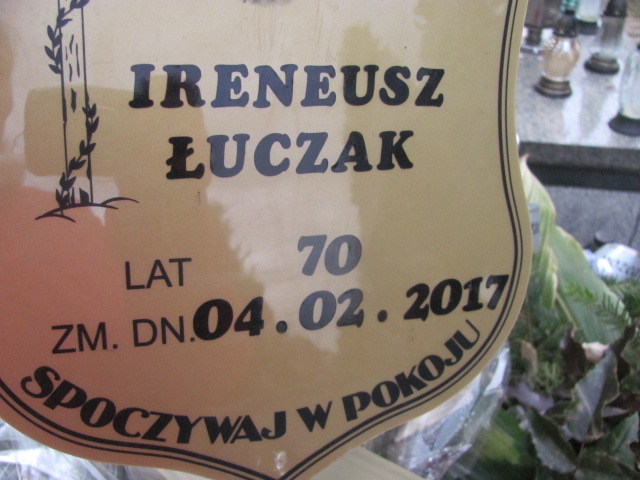 IRENEUSZ
ŁUCZAK
LAT 70
ZM. DN. 04.02.2017
SPOCZYWAJ W POKOJU